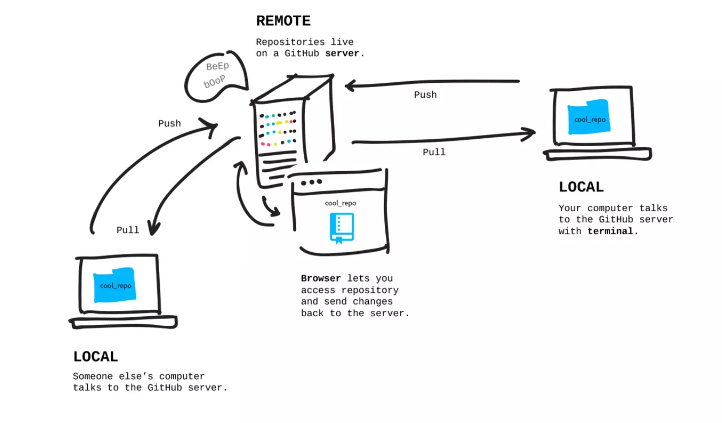 REMOTE
Repositories live
on a GitHub server.
BeEp
bOoP
Push
Push
Pull
cool_repo
LOCAL
Your computer talks
to the GitHub server
with terminal.
cool_repo
Pull
cool_repo
Browser lets you
access repository
and send changes
back to the server.
LOCAL
Someone else’s computer
talks to the GitHub server.